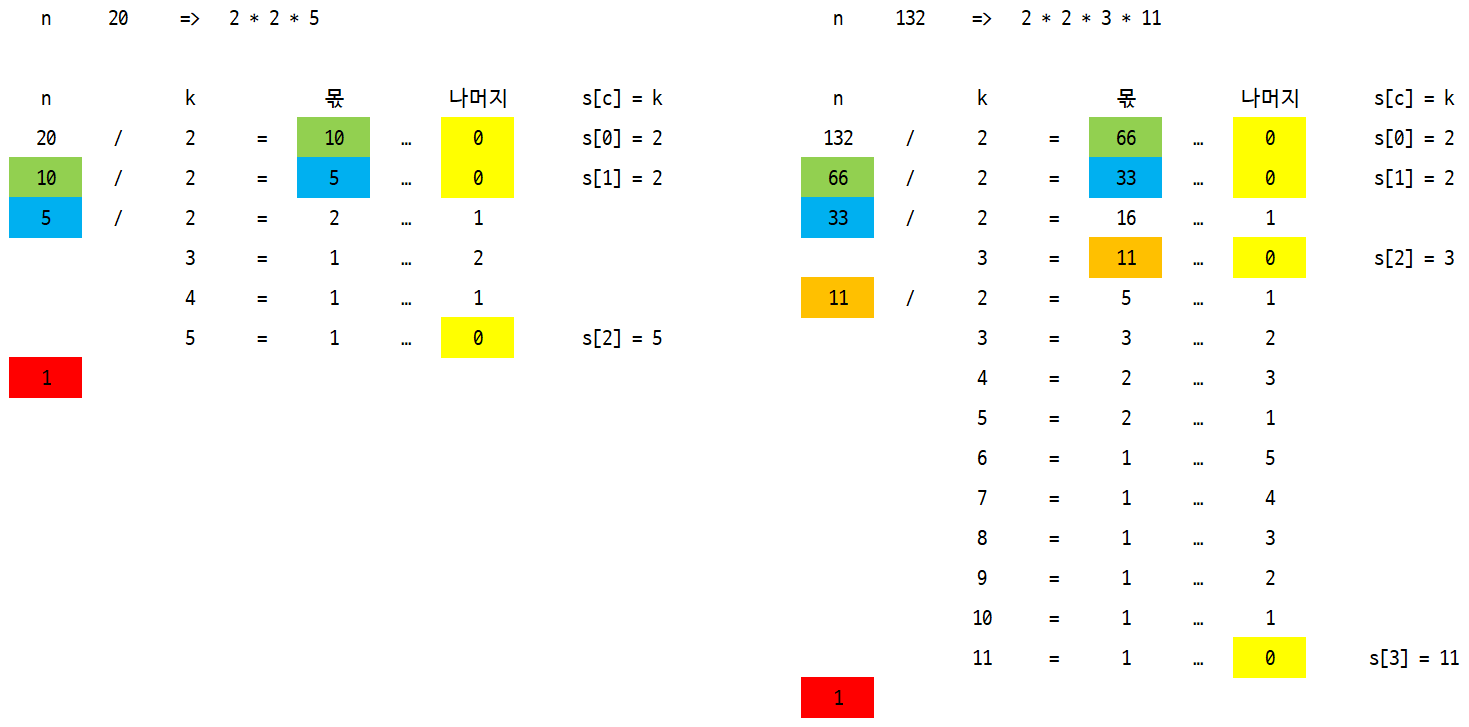 n 20 => 2 * 2 * 5
n k 몫 나머지 s[c] = k
20 / 2 = 10 … 0 s[0] = 2
10 / 2 = 5 … 0 s[1] = 2
5 / 2 = 2 … 1
3 = 1 … 2
4 = 1 … 1
5 = 1 … 0 s[2] = 5
1
n 132 => 2 * 2 * 3 * 11
n k 몫 나머지 s[c] = k
132 / 2 = 66 … 0 s[0] = 2
66 / 2 = 33 … 0 s[1] = 2
33 / 2 = 16 … 1
3 = 11 … 0 s[2] = 3
11 / 2 = 5 … 1
3 = 3 … 2
4 = 2 … 3
5 = 2 … 1
6 = 1 … 5
7 = 1 … 4
8 = 1 … 3
9 = 1 … 2
10 = 1 … 1
11 = 1 … 0 s[3] = 11
1